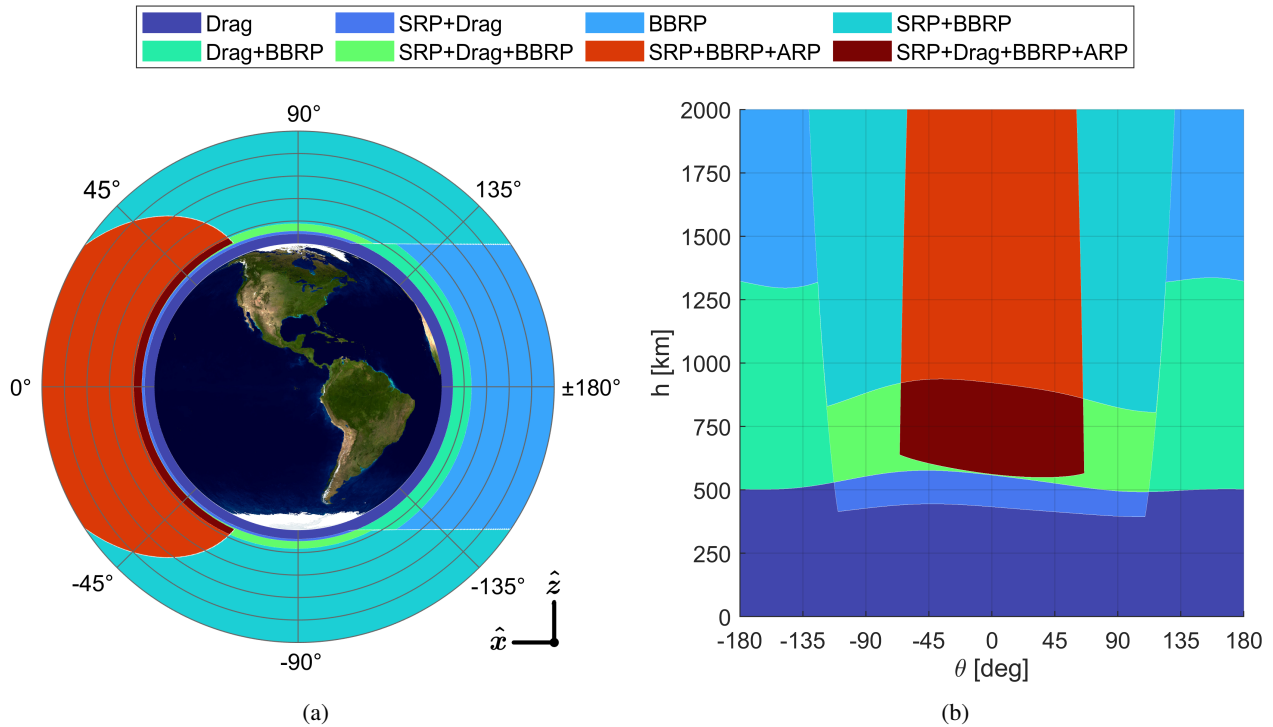 Drag SRP+Drag BBRP SRP+BBRP
Drag+BBRP SRP+Drag+BBRP SRP+BBRP+ARP SRP+Drag+BBRP+ARP
90°
45° 135°
0° ±180°
-45° -135°
-90°
ẑ
x̂
2000
1750
1500
1250
1000
750
500
250
0
h [km]
-180 -135 -90 -45 0 45 90 135 180
θ [deg]
(a) (b)